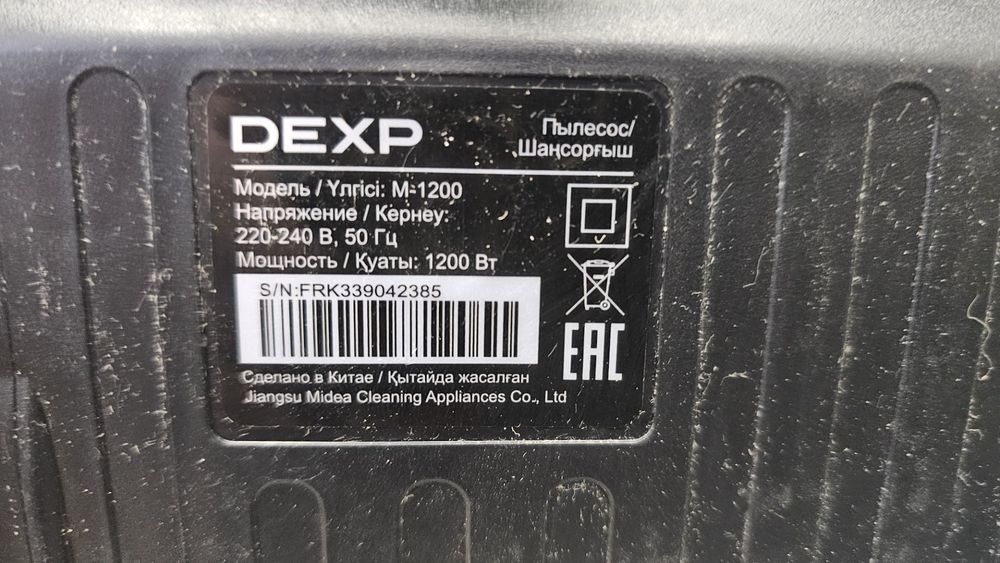 DEXP
Пылесос/
Шаңсорғыш
Модель / Үлгісі: M-1200
Напряжение / Кернеу:
220-240 В, 50 Гц
Мощность / Қуаты: 1200 Вт
S/N:FRK339042385
EAC
Сделано в Китае / Қытайда жасалған
Jiangsu Midea Cleaning Appliances Co., Ltd